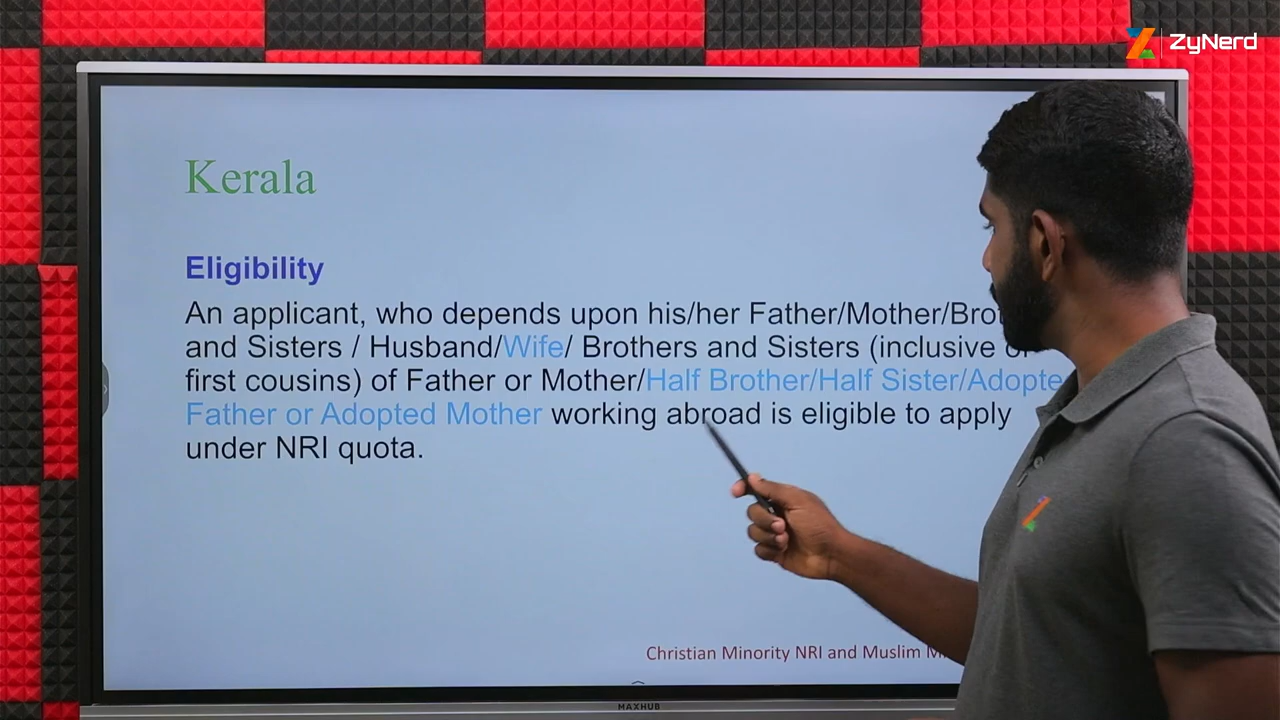 ZyNerd
Kerala
Eligibility
An applicant, who depends upon his/her Father/Mother/
and Sisters / Husband/Wife/ Brothers and Sisters (inclusive
first cousins) of Father or Mother/Half Brother/Half Sister/
Father or Adopted Mother working abroad is eligible to apply
under NRI quota.
Christian Minority NRI and Muslim
MAXHUB